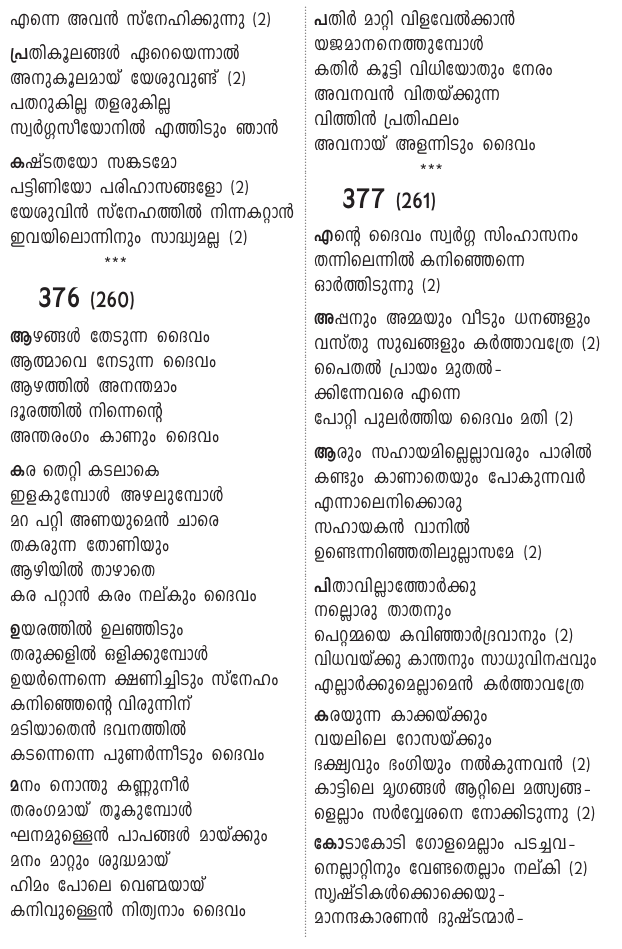 എന്നെ അവൻ സ്നേഹിക്കുന്നു (2)
പ്രതികൂലങ്ങൾ ഏറെയെന്നാൽ
അനുകൂലമായ് യേശുവുണ്ട് (2)
പതറുകില്ല തളരുകില്ല
സ്വർഗ്ഗസീയോനിൽ എത്തിടും ഞാൻ
കഷ്ടതയോ സങ്കടമോ
പട്ടിണിയോ പരിഹാസങ്ങളോ (2)
യേശുവിൻ സ്നേഹത്തിൽ നിന്നകറ്റാൻ
ഇവയിലൊന്നിനും സാദ്ധ്യമല്ല (2)
***
376 (260)
ആഴങ്ങൾ തേടുന്ന ദൈവം
ആത്മാവെ നേടുന്ന ദൈവം
ആഴത്തിൽ അനന്തമാം
ദൂരത്തിൽ നിന്നെന്റെ
അന്തരംഗം കാണും ദൈവം
കര തെറ്റി കടലാകെ
ഇളകുമ്പോൾ അഴലുമ്പോൾ
മറ പറ്റി അണയുമെൻ ചാരെ
തകരുന്ന തോണിയും
ആഴിയിൽ താഴാതെ
കര പറ്റാൻ കരം നല്കും ദൈവം
ഉയരത്തിൽ ഉലഞ്ഞിടും
തരുക്കളിൽ ഒളിക്കുമ്പോൾ
ഉയർന്നെന്നെ ക്ഷണിച്ചിടും സ്നേഹം
കനിഞ്ഞെന്റെ വിരുന്നിന്
മടിയാതെൻ ഭവനത്തിൽ
കടന്നെന്നെ പുണർന്നീടും ദൈവം
മനം നൊന്തു കണ്ണുനീർ
തരംഗമായ് തൂകുമ്പോൾ
ഘനമുള്ളെൻ പാപങ്ങൾ മായ്ക്കും
മനം മാറ്റും ശുദ്ധമായ്
ഹിമം പോലെ വെണ്മയായ്
കനിവുള്ളെൻ നിത്യനാം ദൈവം
പതിർ മാറ്റി വിളവേൽക്കാൻ
യജമാനനെത്തുമ്പോൾ
കതിർ കൂട്ടി വിധിയോതും നേരം
അവനവൻ വിതയ്ക്കുന്ന
വിത്തിൻ പ്രതിഫലം
അവനായ് അളന്നിടും ദൈവം
***
377 (261)
എന്റെ ദൈവം സ്വർഗ്ഗ സിംഹാസനം
തന്നിലെന്നിൽ കനിഞ്ഞെന്നെ
ഓർത്തിടുന്നു (2)
അപ്പനും അമ്മയും വീടും ധനങ്ങളും
വസ്തു സുഖങ്ങളും കർത്താവത്രേ (2)
പൈതൽ പ്രായം മുതൽ-
ക്കിന്നേവരെ എന്നെ
പോറ്റി പുലർത്തിയ ദൈവം മതി (2)
ആരും സഹായമില്ലെല്ലാവരും പാരിൽ
കണ്ടും കാണാതെയും പോകുന്നവർ
എന്നാലെനിക്കൊരു
സഹായകൻ വാനിൽ
ഉണ്ടെന്നറിഞ്ഞതിലുല്ലാസമേ (2)
പിതാവില്ലാത്തോർക്കു
നല്ലൊരു താതനും
പെറ്റമ്മയെ കവിഞ്ഞാർദ്രവാനും (2)
വിധവയ്ക്കു കാന്തനും സാധുവിനപ്പവും
എല്ലാർക്കുമെല്ലാമെൻ കർത്താവത്രേ
കരയുന്ന കാക്കയ്ക്കും
വയലിലെ റോസയ്ക്കും
ഭക്ഷ്യവും ഭംഗിയും നൽകുന്നവൻ (2)
കാട്ടിലെ മൃഗങ്ങൾ ആറ്റിലെ മത്സ്യങ്ങ-
ളെല്ലാം സർവ്വേശനെ നോക്കിടുന്നു (2)
കോടാകോടി ഗോളമെല്ലാം പടച്ചവ-
നെല്ലാറ്റിനും വേണ്ടതെല്ലാം നല്കി (2)
സൃഷ്ടികൾക്കൊക്കെയു-
മാനന്ദകാരണൻ ദുഷ്ടന്മാർ-